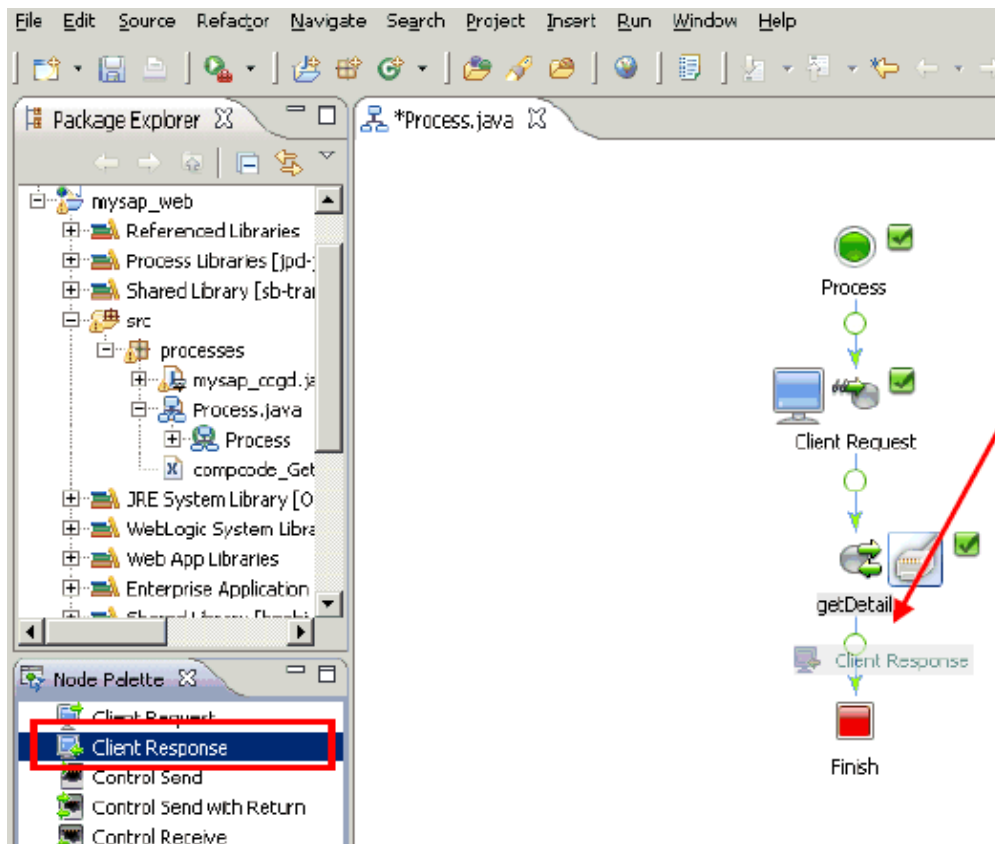 File Edit Source Refactor Navigate Search Project Insert Run Window Help
Package Explorer
mysap_web
Referenced Libraries
Process Libraries [jpd-
Shared Library [sb-trar
src
processes
mysap_ccgd.ja
Process.java
Process
compcode_Get
JRE System Library [O
WebLogic System Libra
Web App Libraries
Enterprise Application
Node Palette
Client Request
Client Response
Control Send
Control Send with Return
Control Receive
*Process.java
Process
Client Request
getDetail
Client Response
Finish